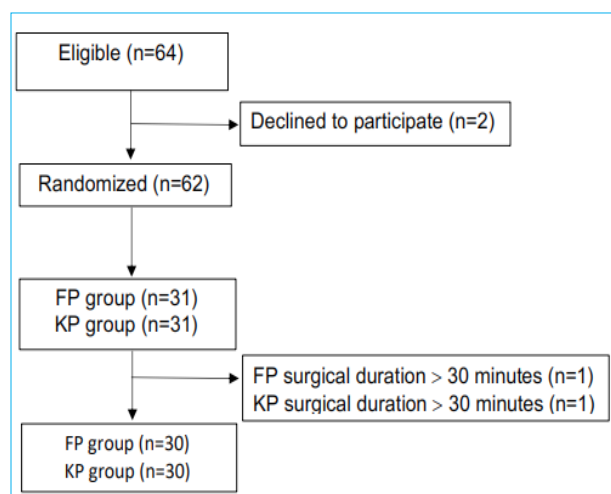 Eligible (n=64)
Declined to participate (n=2)
Randomized (n=62)
FP group (n=31)
KP group (n=31)
FP surgical duration > 30 minutes (n=1)
KP surgical duration > 30 minutes (n=1)
FP group (n=30)
KP group (n=30)